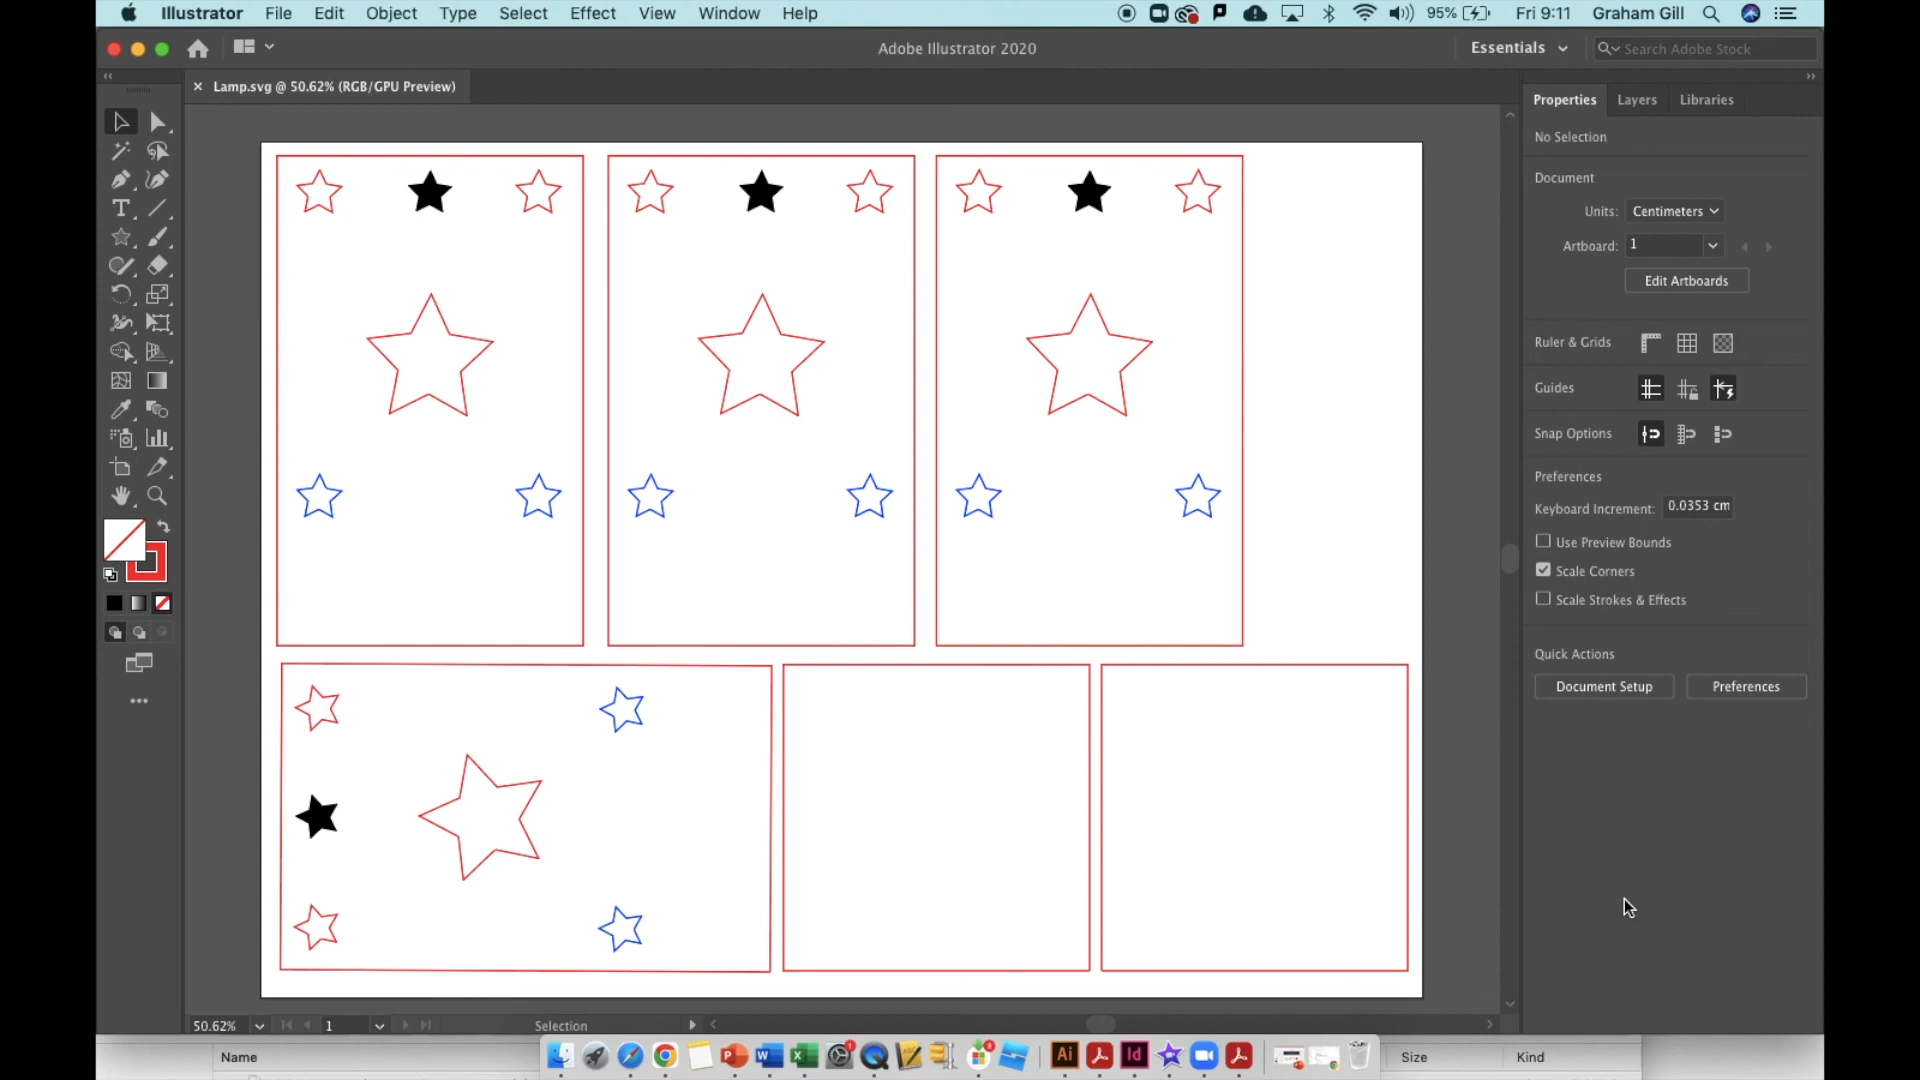 Illustrator File Edit Object Type Select Effect View Window Help 95% Fri 9:11 Graham Gill
Adobe Illustrator 2020 Essentials Search Adobe Stock
Lamp.svg @ 50.62% (RGB/GPU Preview)
Properties Layers Libraries
No Selection
Document
Units: Centimeters
Artboard: 1
Edit Artboards
Ruler & Grids
Guides
Snap Options
Preferences
Keyboard Increment: 0.0353 cm
Use Preview Bounds
Scale Corners
Scale Strokes & Effects
Quick Actions
Document Setup Preferences
50.62% 1 Selection
Name Size Kind